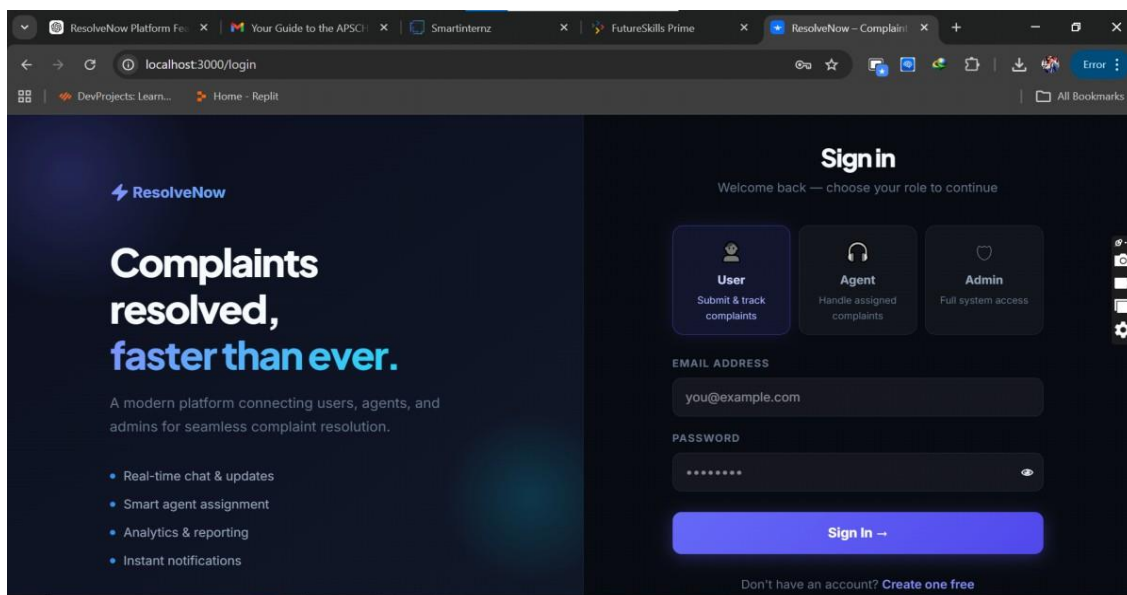 ResolveNow Platform Fea
Your Guide to the APSCH
Smartinternz
FutureSkills Prime
ResolveNow – Complaint
localhost:3000/login
Error
DevProjects: Learn...
Home - Replit
All Bookmarks
ResolveNow
Complaints
resolved,
faster than ever.
A modern platform connecting users, agents, and
admins for seamless complaint resolution.
Real-time chat & updates
Smart agent assignment
Analytics & reporting
Instant notifications
Sign in
Welcome back — choose your role to continue
User
Submit & track
complaints
Agent
Handle assigned
complaints
Admin
Full system access
EMAIL ADDRESS
you@example.com
PASSWORD
••••••••
Sign In →
Don't have an account? Create one free